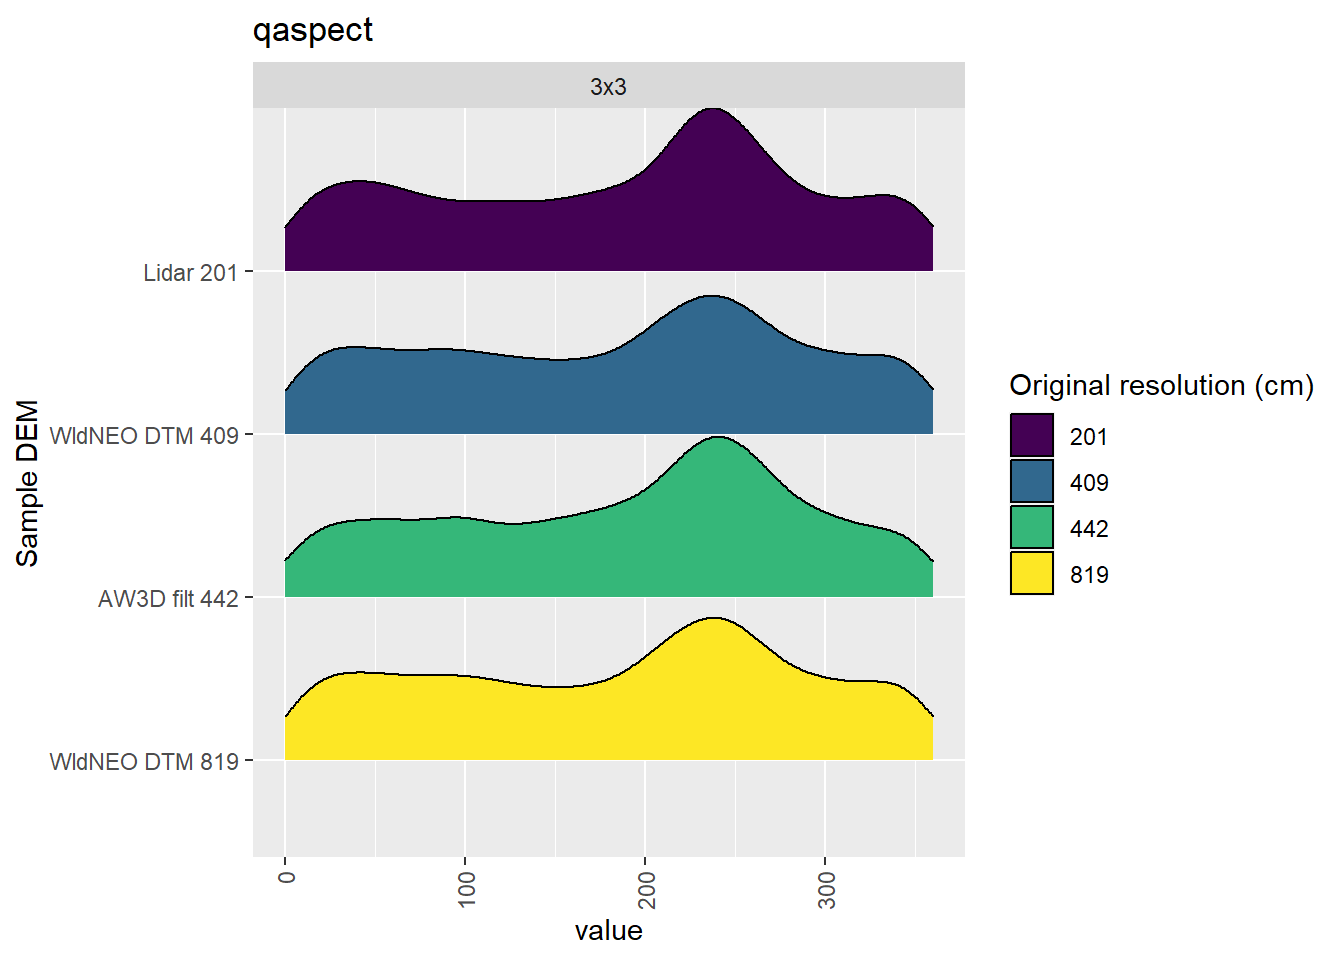 qaspect
3x3
Lidar 201
WldNEO DTM 409
AW3D filt 442
WldNEO DTM 819
Sample DEM
0
100
200
300
value
Original resolution (cm)
201
409
442
819